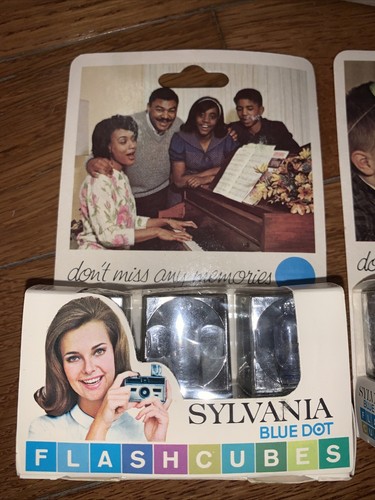 don't miss any memories
SYLVANIA
BLUE DOT
FLASHCUBES